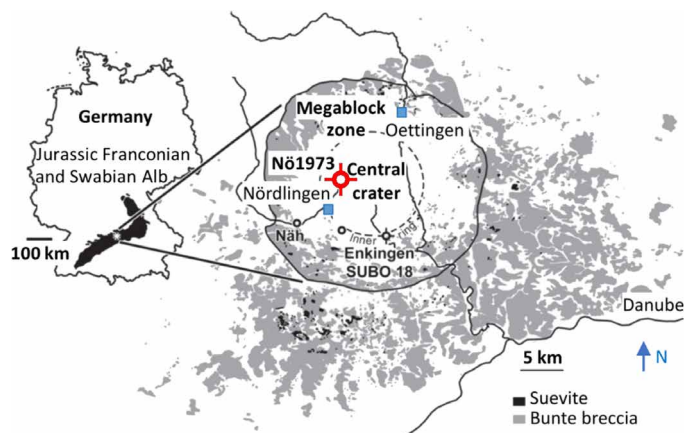 Germany
Jurassic Franconian
and Swabian Alb
100 km
Megablock
zone
Oettingen
Nö1973
Central
crater
Nördlingen
Näh.
Inner ring
Enkingen
SUBO 18
Danube
5 km
N
Suevite
Bunte breccia